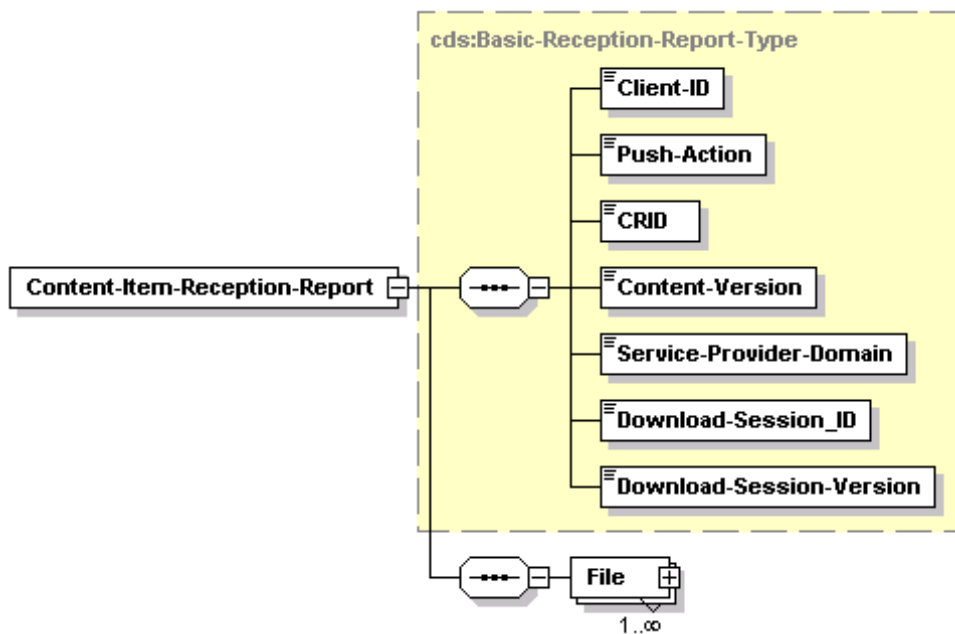 cds:Basic-Reception-Report-Type
Client-ID
Push-Action
CRID
Content-Item-Reception-Report
Content-Version
Service-Provider-Domain
Download-Session_ID
Download-Session-Version
File
1..∞